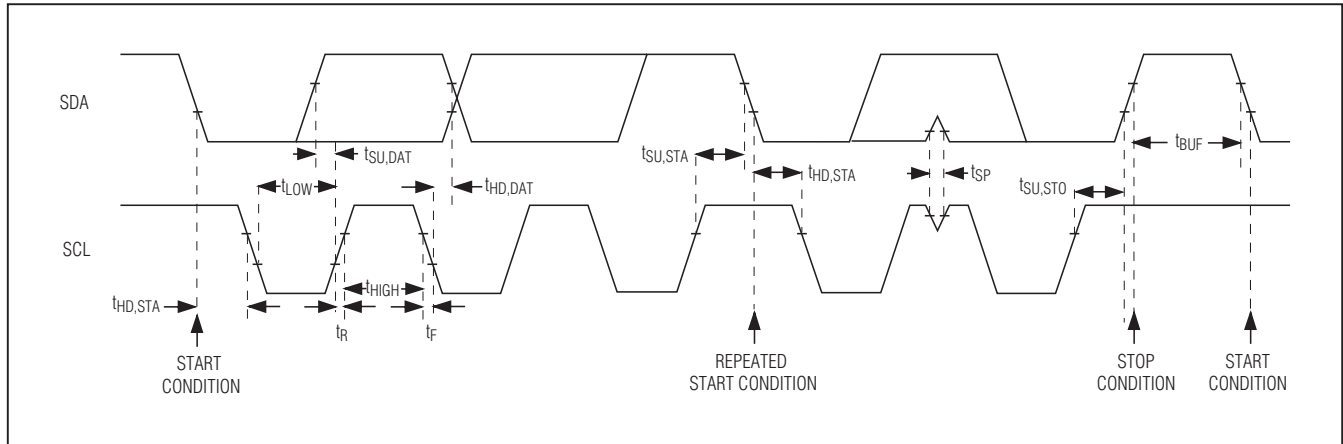 SDA
tSU,DAT
tSU,STA
tBUF
tLOW
tHD,DAT
tHD,STA
tSP
tSU,STO
SCL
tHIGH
tHD,STA
tR
tF
START
CONDITION
REPEATED
START CONDITION
STOP
CONDITION
START
CONDITION